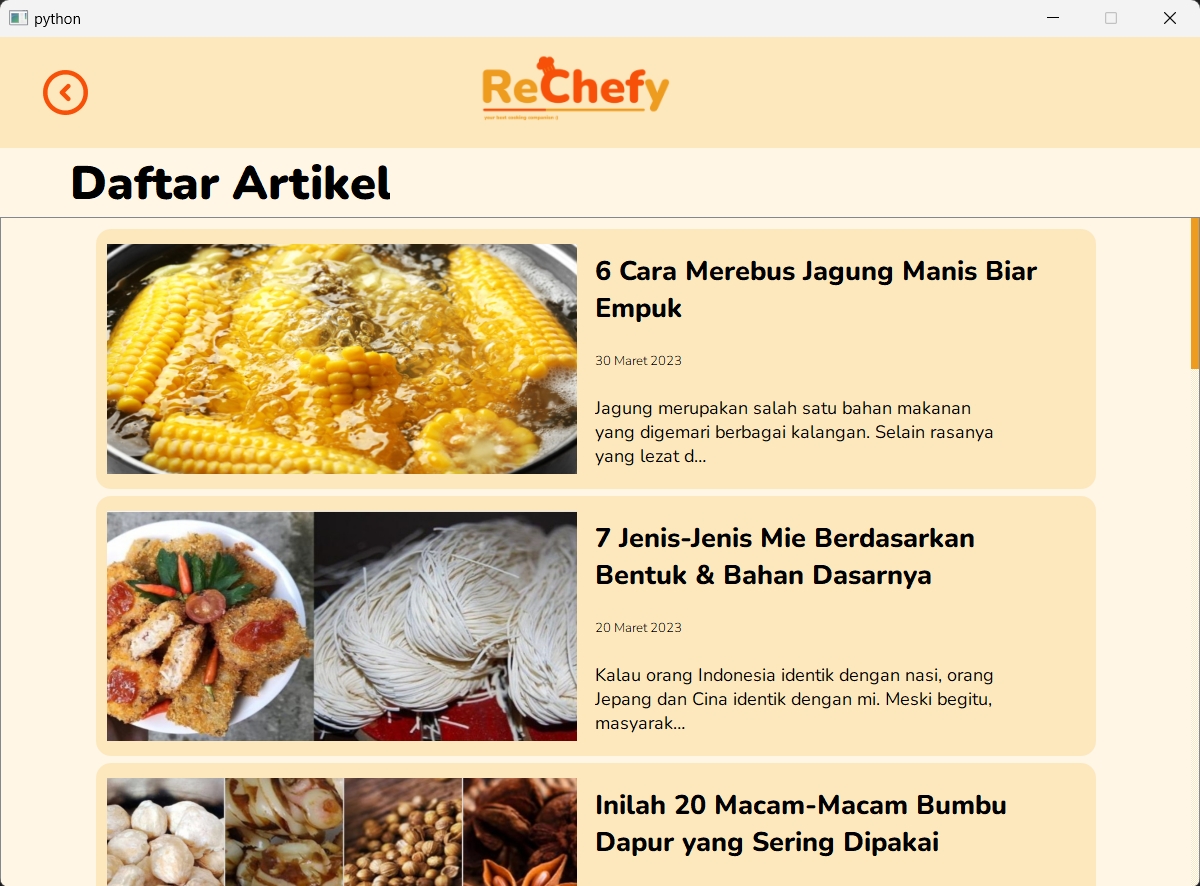 python
ReChefy
your best cooking companion :)
Daftar Artikel
6 Cara Merebus Jagung Manis Biar
Empuk
30 Maret 2023
Jagung merupakan salah satu bahan makanan
yang digemari berbagai kalangan. Selain rasanya
yang lezat d...
7 Jenis-Jenis Mie Berdasarkan
Bentuk & Bahan Dasarnya
20 Maret 2023
Kalau orang Indonesia identik dengan nasi, orang
Jepang dan Cina identik dengan mi. Meski begitu,
masyarak...
Inilah 20 Macam-Macam Bumbu
Dapur yang Sering Dipakai